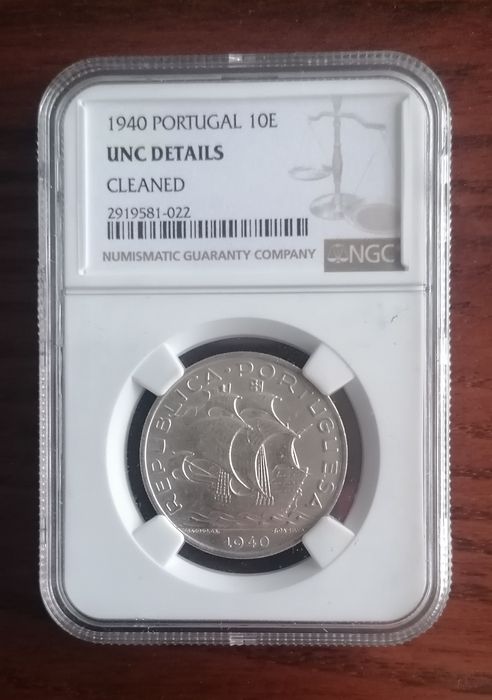 1940 PORTUGAL 10E
UNC DETAILS
CLEANED
2919581-022
NUMISMATIC GUARANTY COMPANY
NGC
REPUBLICA·PORTUGUESA
1940